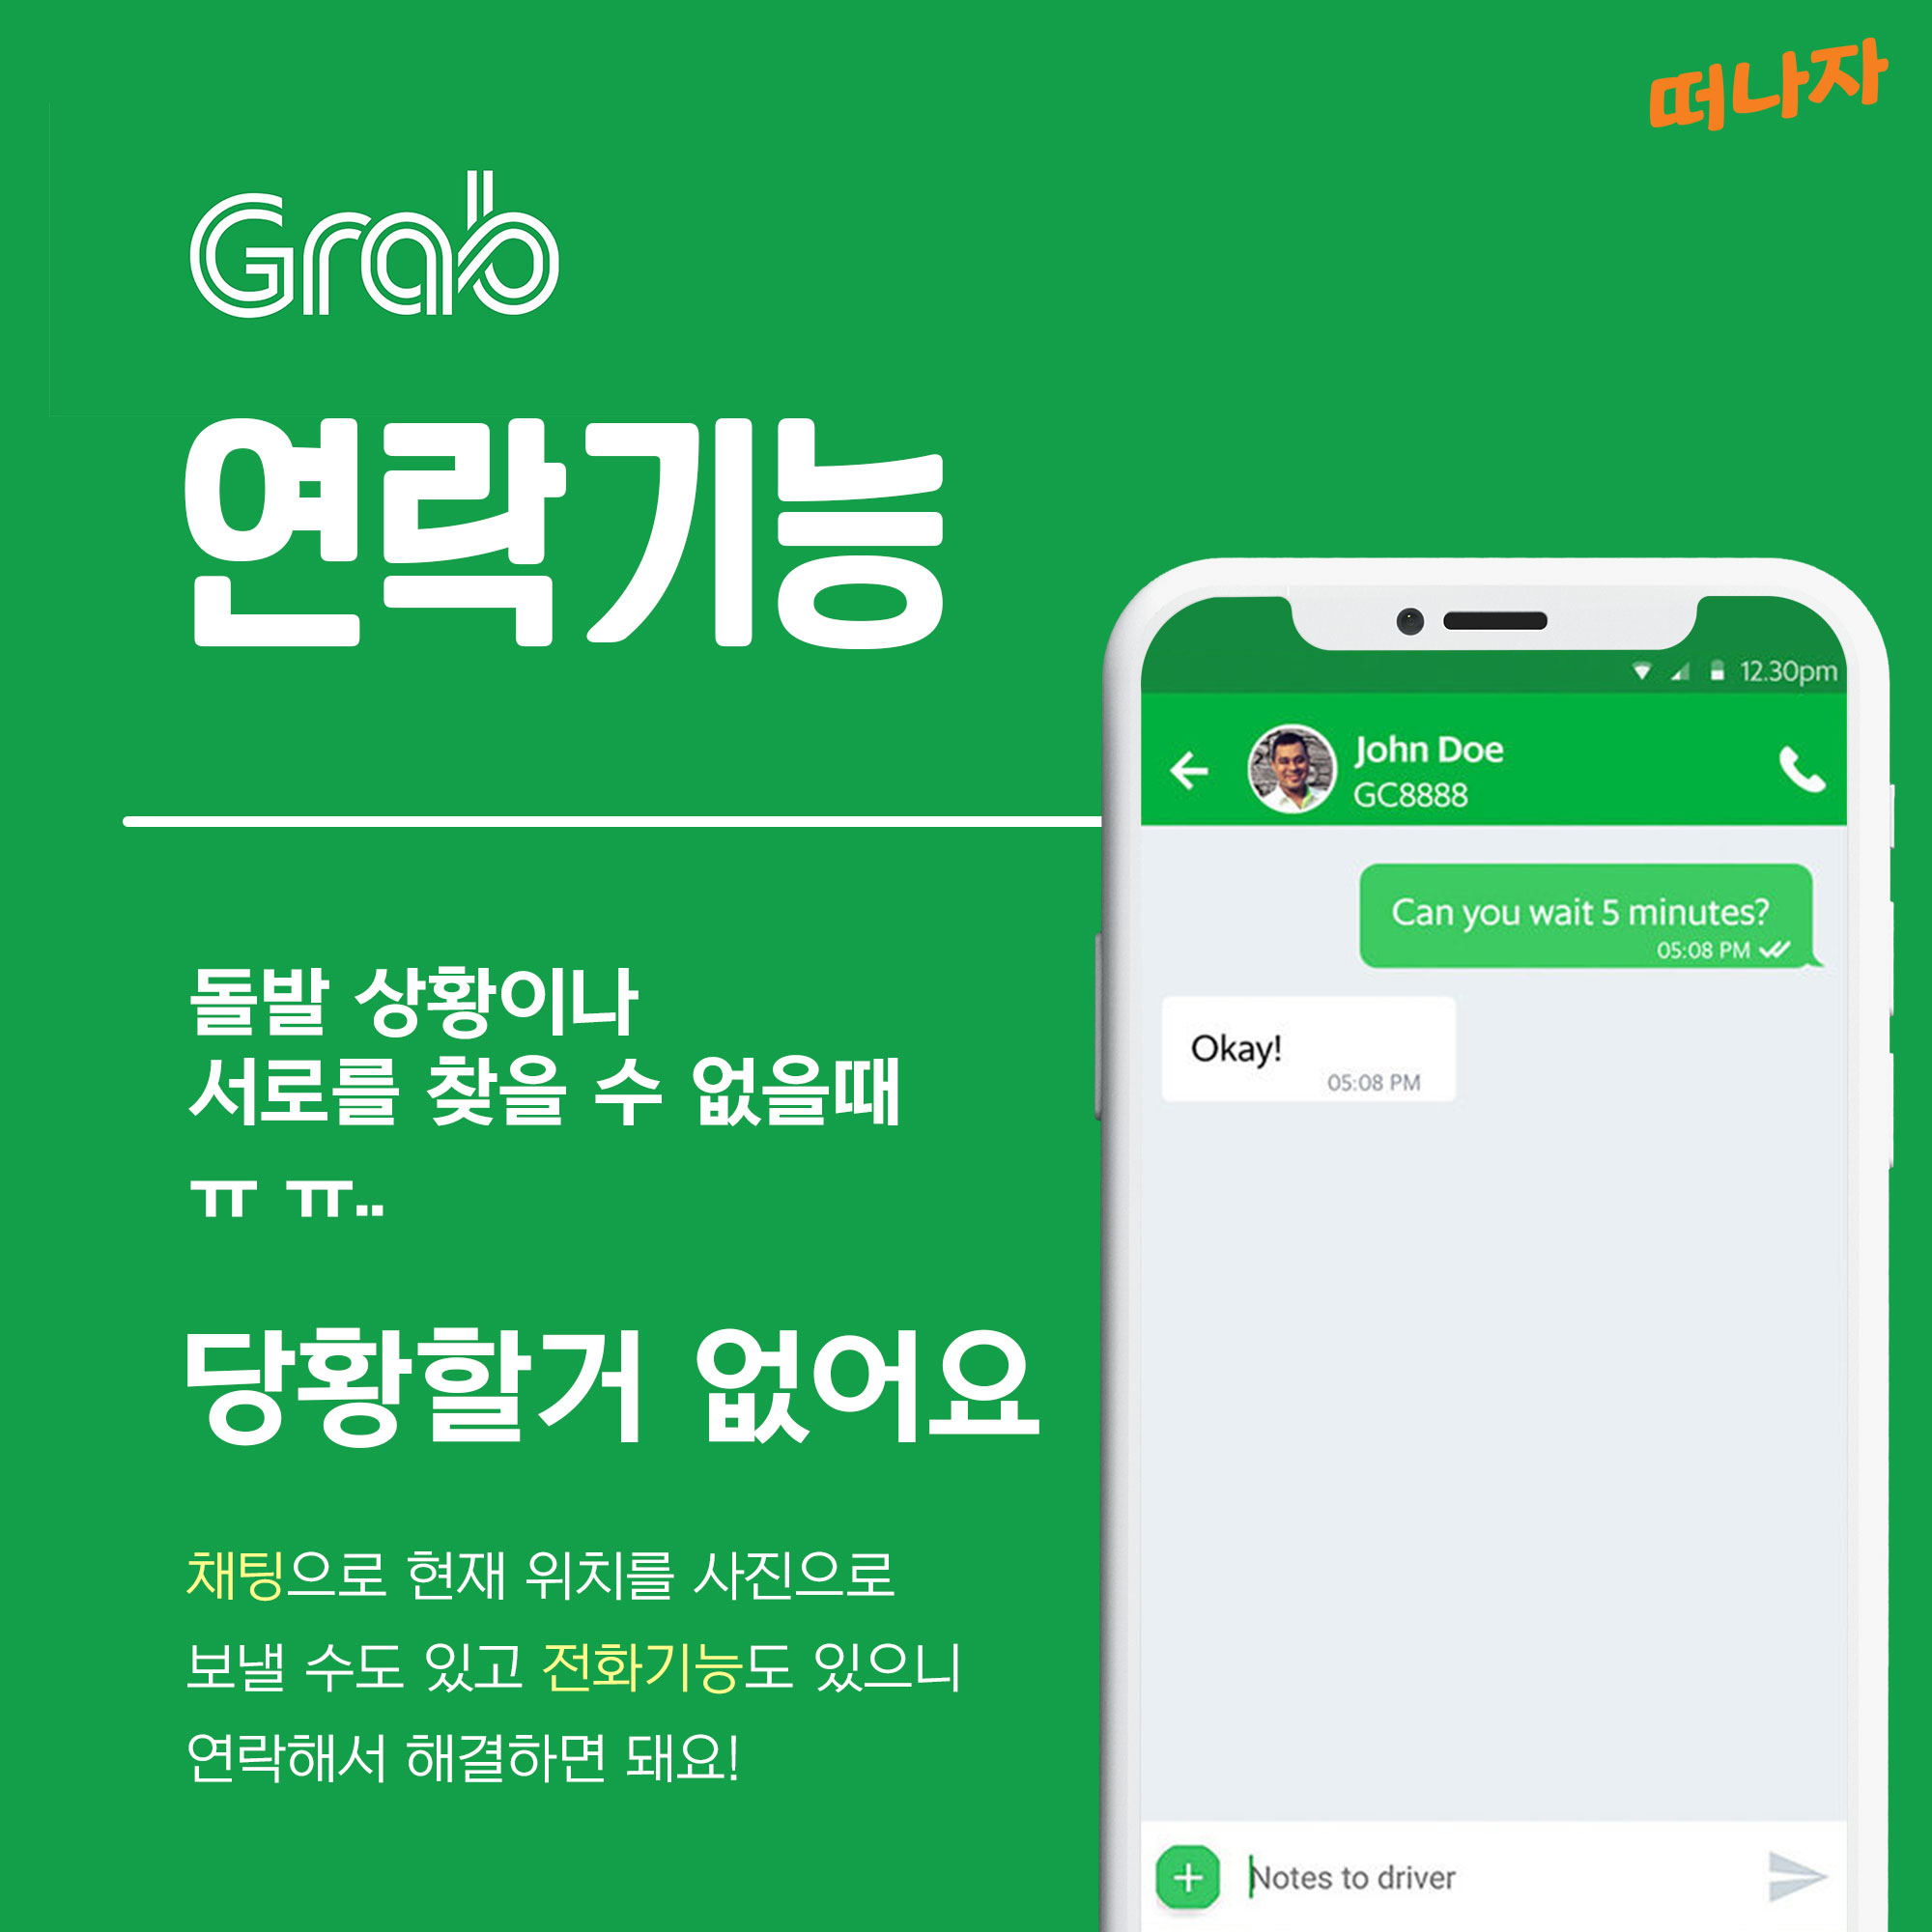 떠나자
Grab
연락기능
돌발 상황이나
서로를 찾을 수 없을때
ㅠ ㅠ..
당황할거 없어요
채팅으로 현재 위치를 사진으로
보낼 수도 있고 전화기능도 있으니
연락해서 해결하면 돼요!
12.30pm
John Doe
GC8888
Can you wait 5 minutes?
05:08 PM
Okay!
05:08 PM
Notes to driver